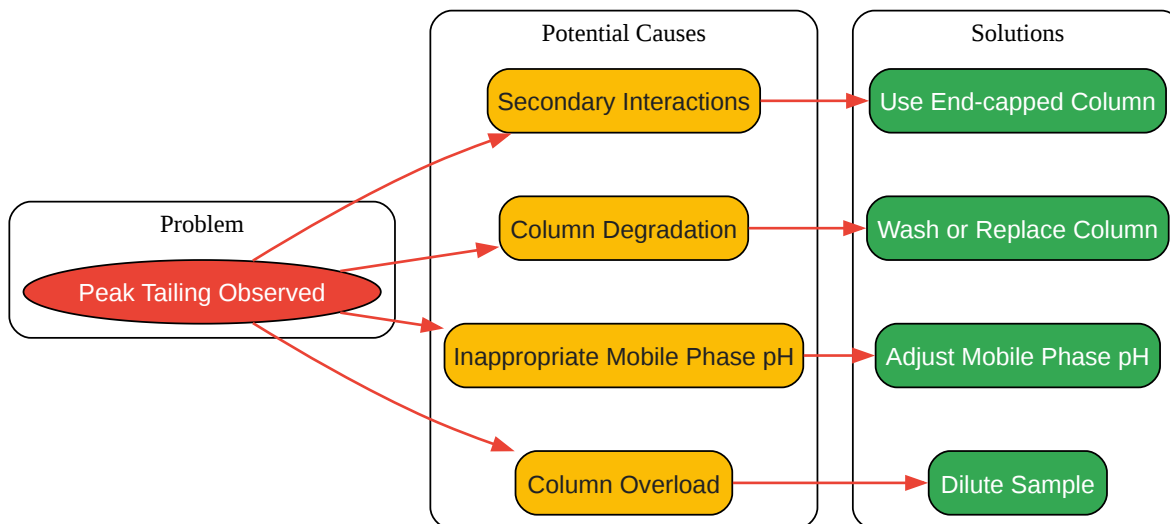 Problem
Peak Tailing Observed
Potential Causes
Secondary Interactions
Column Degradation
Inappropriate Mobile Phase pH
Column Overload
Solutions
Use End-capped Column
Wash or Replace Column
Adjust Mobile Phase pH
Dilute Sample